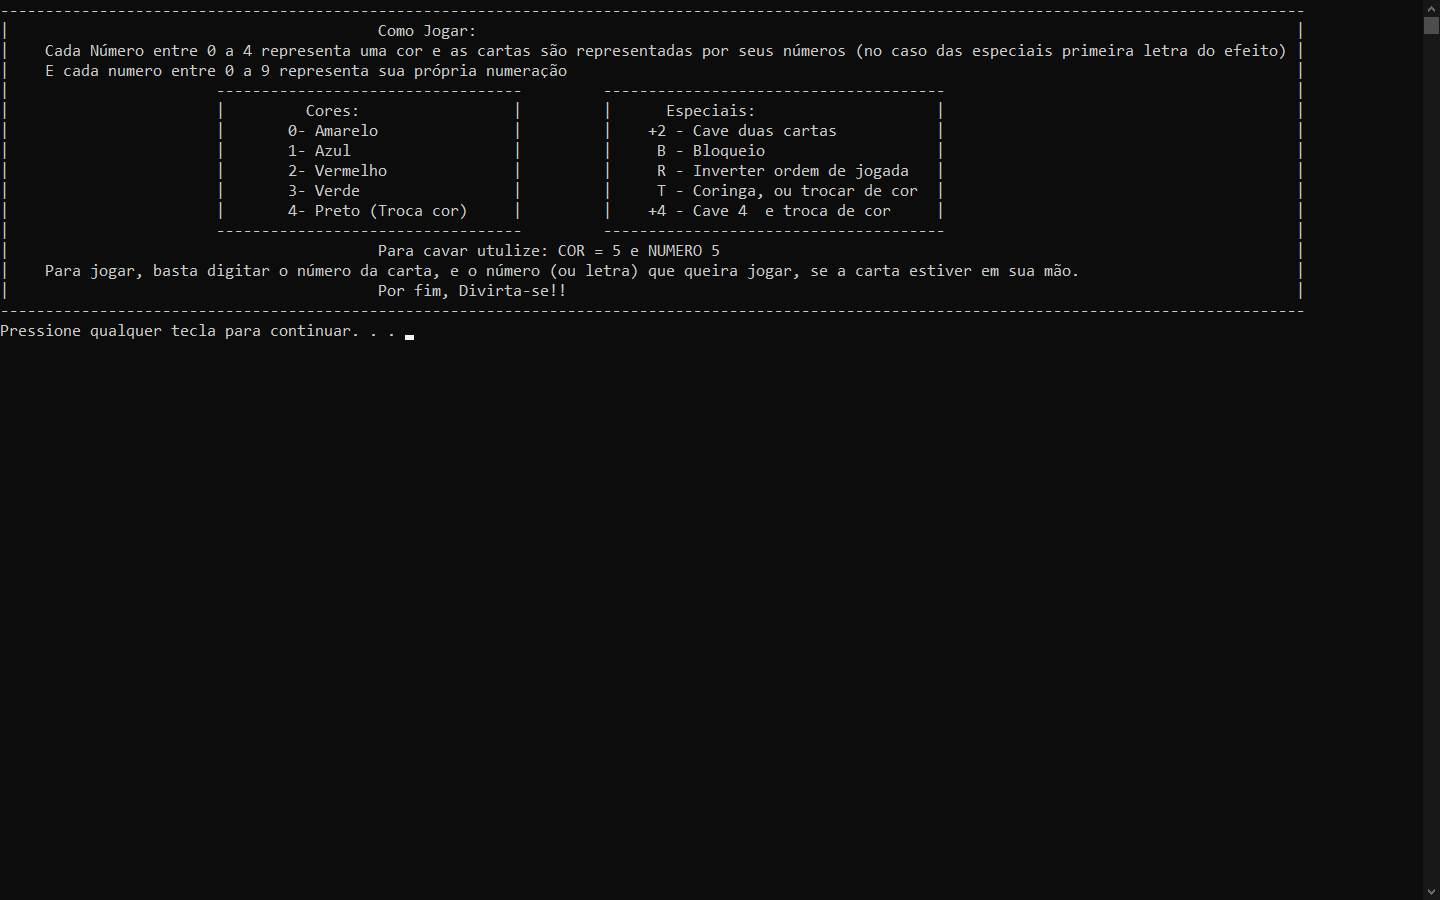 Como Jogar:
Cada Número entre 0 a 4 representa uma cor e as cartas são representadas por seus números (no caso das especiais primeira letra do efeito)
E cada numero entre 0 a 9 representa sua própria numeração
Cores:
0- Amarelo
1- Azul
2- Vermelho
3- Verde
4- Preto (Troca cor)
Especiais:
+2 - Cave duas cartas
B - Bloqueio
R - Inverter ordem de jogada
T - Coringa, ou trocar de cor
+4 - Cave 4  e troca de cor
Para cavar utulize: COR = 5 e NUMERO 5
Para jogar, basta digitar o número da carta, e o número (ou letra) que queira jogar, se a carta estiver em sua mão.
Por fim, Divirta-se!!
Pressione qualquer tecla para continuar. . .